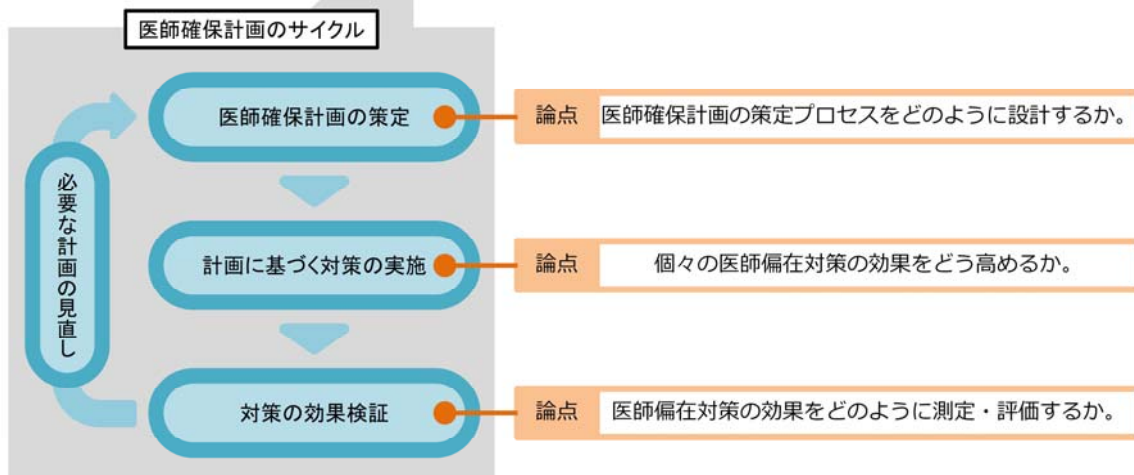 医師確保計画のサイクル
医師確保計画の策定
論点
医師確保計画の策定プロセスをどのように設計するか。
必要な計画の見直し
計画に基づく対策の実施
論点
個々の医師偏在対策の効果をどう高めるか。
対策の効果検証
論点
医師偏在対策の効果をどのように測定・評価するか。